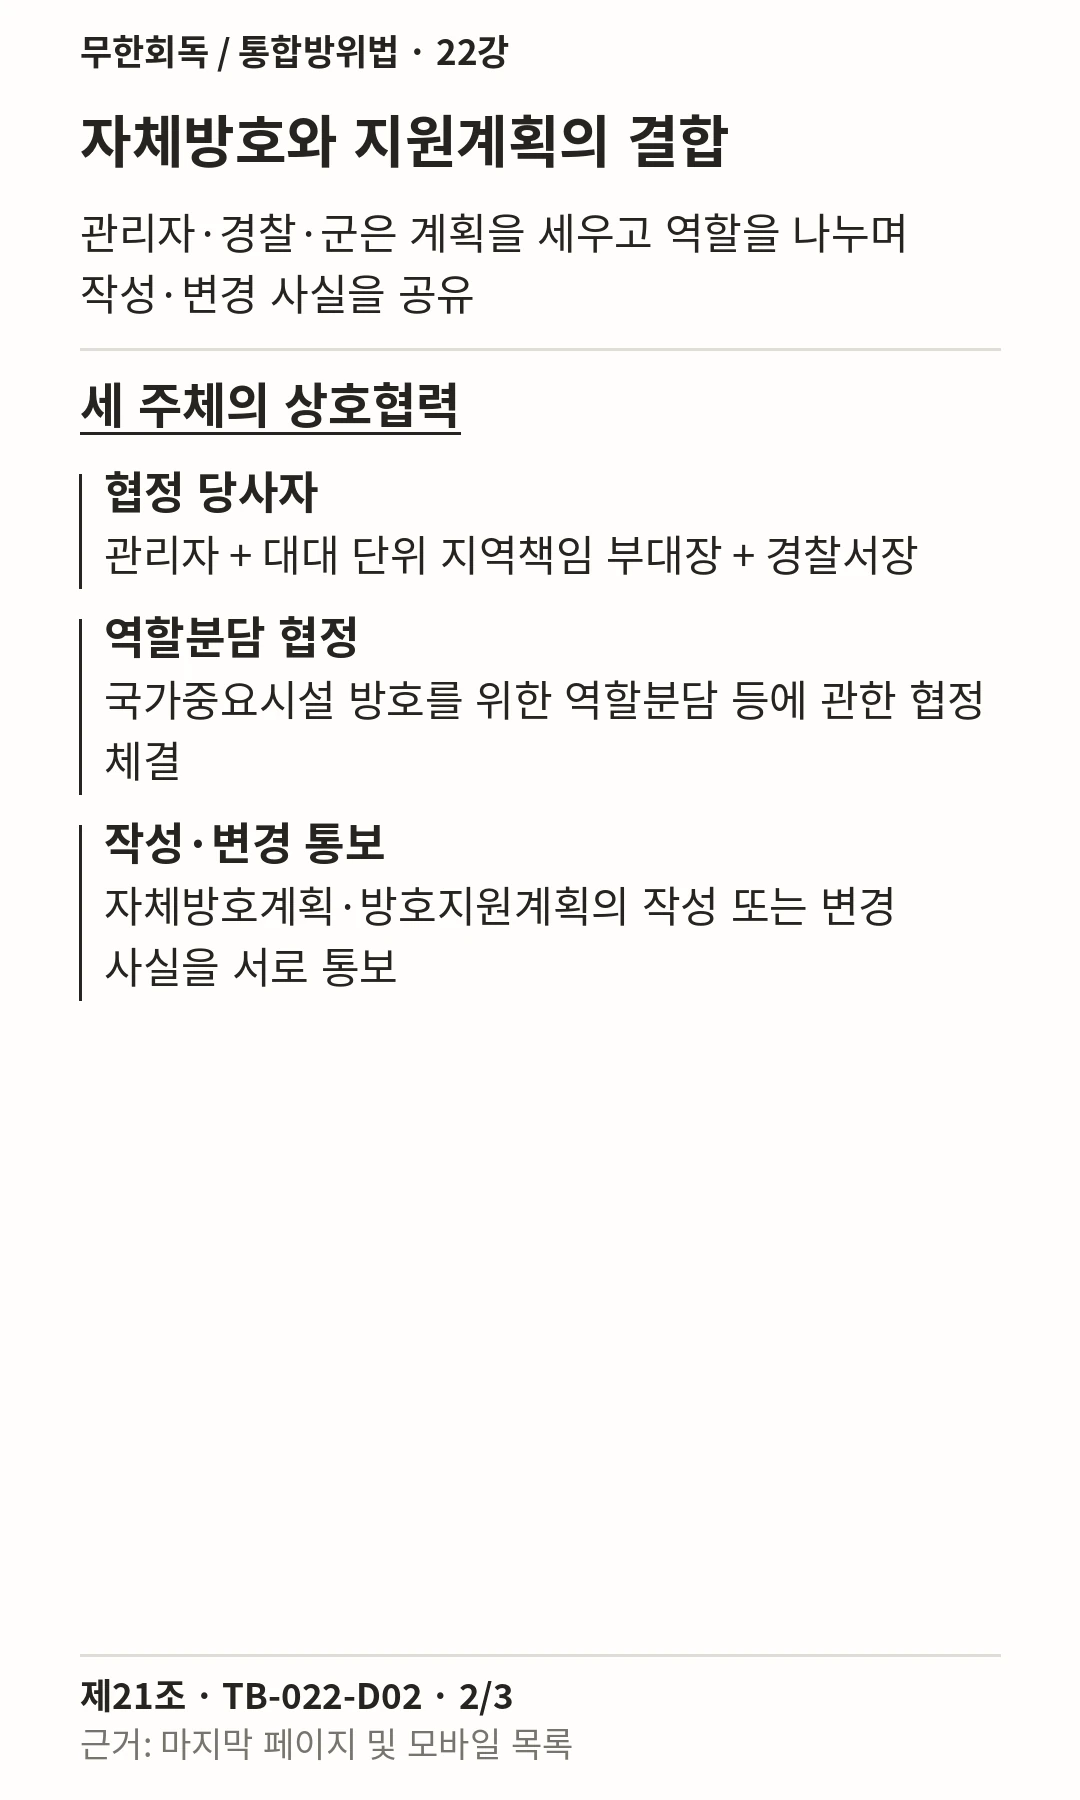 무한회독 / 통합방위법 · 22강
자체방호와 지원계획의 결합
관리자·경찰·군은 계획을 세우고 역할을 나누며
작성·변경 사실을 공유
세 주체의 상호협력
협정 당사자
관리자 + 대대 단위 지역책임 부대장 + 경찰서장
역할분담 협정
국가중요시설 방호를 위한 역할분담 등에 관한 협정
체결
작성·변경 통보
자체방호계획·방호지원계획의 작성 또는 변경
사실을 서로 통보
제21조 · TB-022-D02 · 2/3
근거: 마지막 페이지 및 모바일 목록